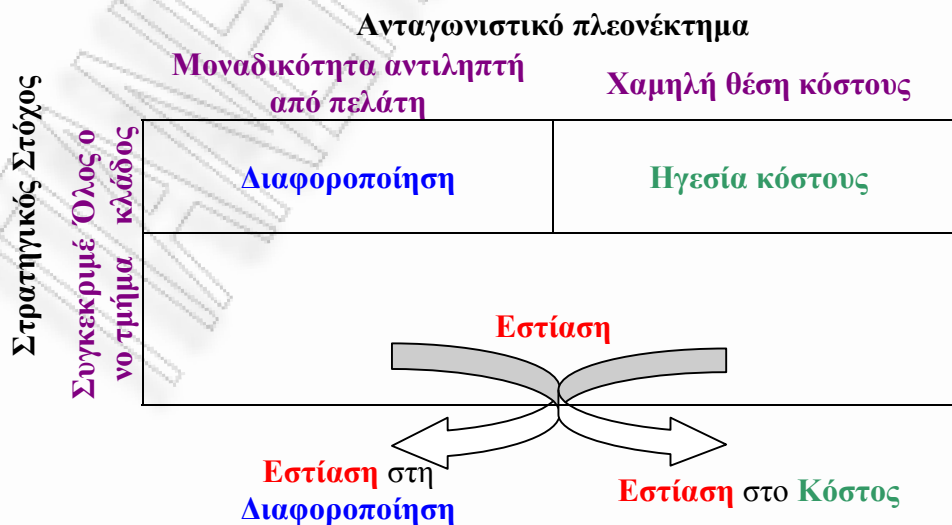 Ανταγωνιστικό πλεονέκτημα
Μοναδικότητα αντιληπτή
από πελάτη
Χαμηλή θέση κόστους
Στρατηγικός Στόχος
Όλος ο
κλάδος
Διαφοροποίηση
Ηγεσία κόστους
Συγκεκριμέ
νο τμήμα
Εστίαση
Εστίαση στη
Διαφοροποίηση
Εστίαση στο Κόστος